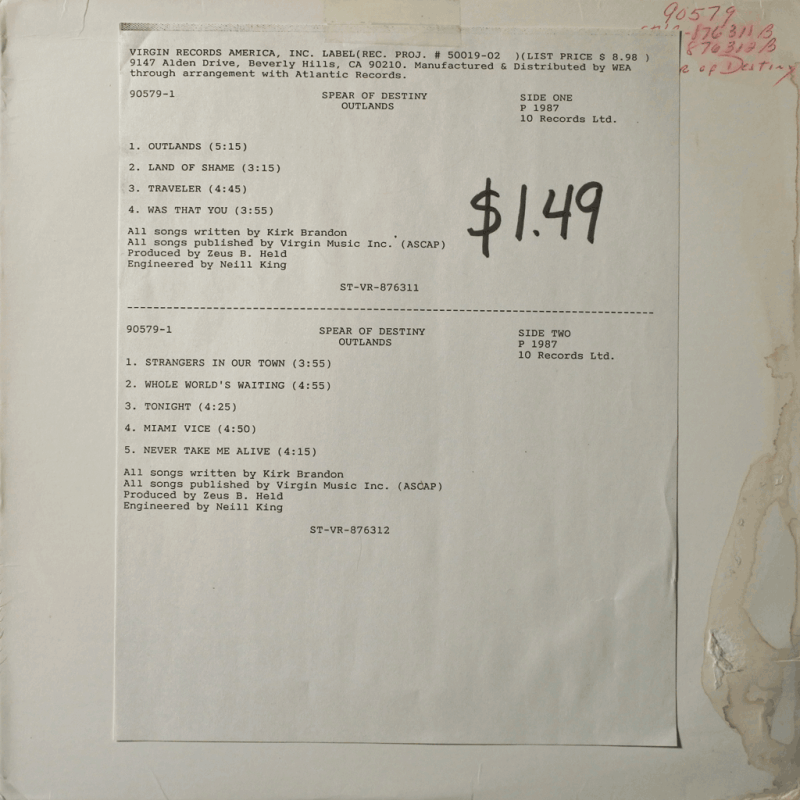 90579
876311B
876312B
of Destiny
VIRGIN RECORDS AMERICA, INC. LABEL(REC. PROJ. # 50019-02 )(LIST PRICE $ 8.98 )
9147 Alden Drive, Beverly Hills, CA 90210. Manufactured & Distributed by WEA
through arrangement with Atlantic Records.
90579-1 SPEAR OF DESTINY SIDE ONE
OUTLANDS P 1987
10 Records Ltd.
1. OUTLANDS (5:15)
2. LAND OF SHAME (3:15)
3. TRAVELER (4:45)
4. WAS THAT YOU (3:55)
$1.49
All songs written by Kirk Brandon
All songs published by Virgin Music Inc. (ASCAP)
Produced by Zeus B. Held
Engineered by Neill King
ST-VR-876311
90579-1 SPEAR OF DESTINY SIDE TWO
OUTLANDS P 1987
10 Records Ltd.
1. STRANGERS IN OUR TOWN (3:55)
2. WHOLE WORLD'S WAITING (4:55)
3. TONIGHT (4:25)
4. MIAMI VICE (4:50)
5. NEVER TAKE ME ALIVE (4:15)
All songs written by Kirk Brandon
All songs published by Virgin Music Inc. (ASCAP)
Produced by Zeus B. Held
Engineered by Neill King
ST-VR-876312